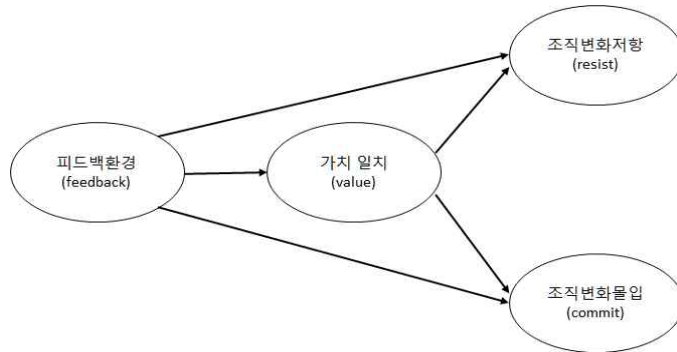 조직변화저항
(resist)
피드백환경
(feedback)
가치 일치
(value)
조직변화몰입
(commit)